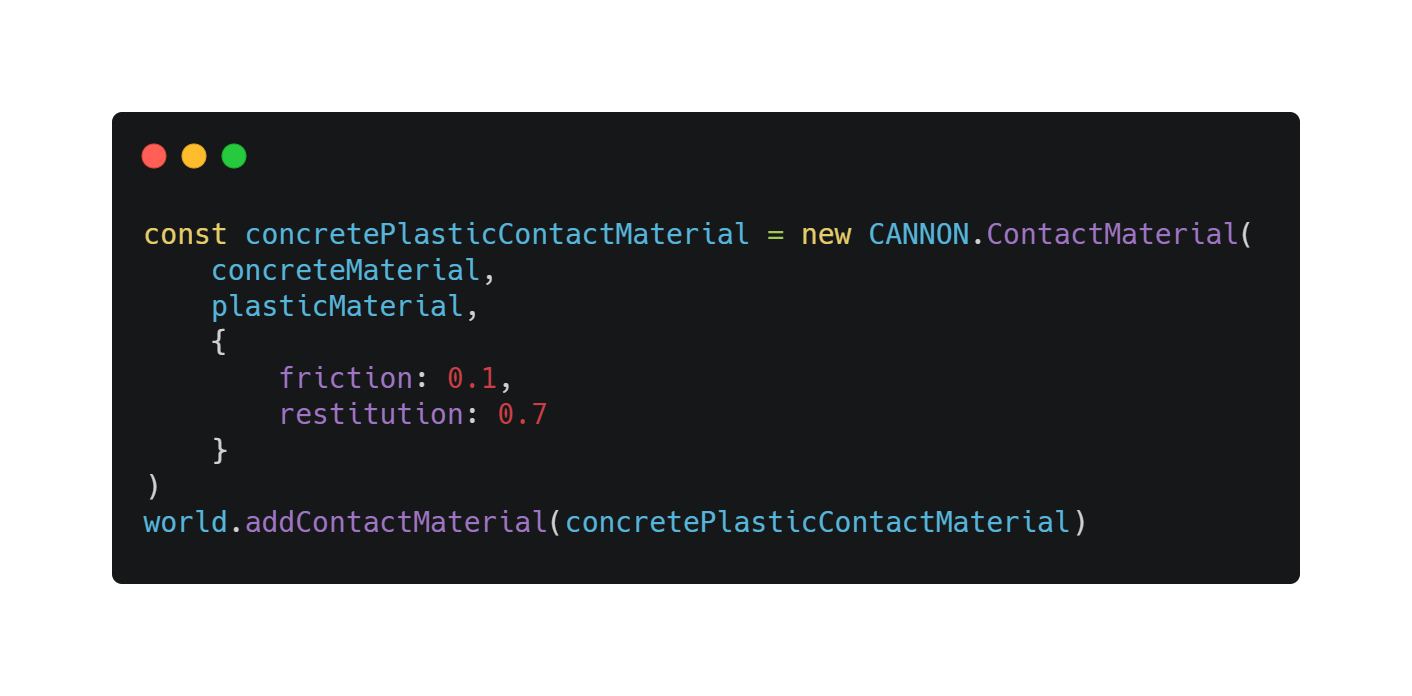 const concretePlasticContactMaterial = new CANNON.ContactMaterial(
    concreteMaterial,
    plasticMaterial,
    {
        friction: 0.1,
        restitution: 0.7
    }
)
world.addContactMaterial(concretePlasticContactMaterial)